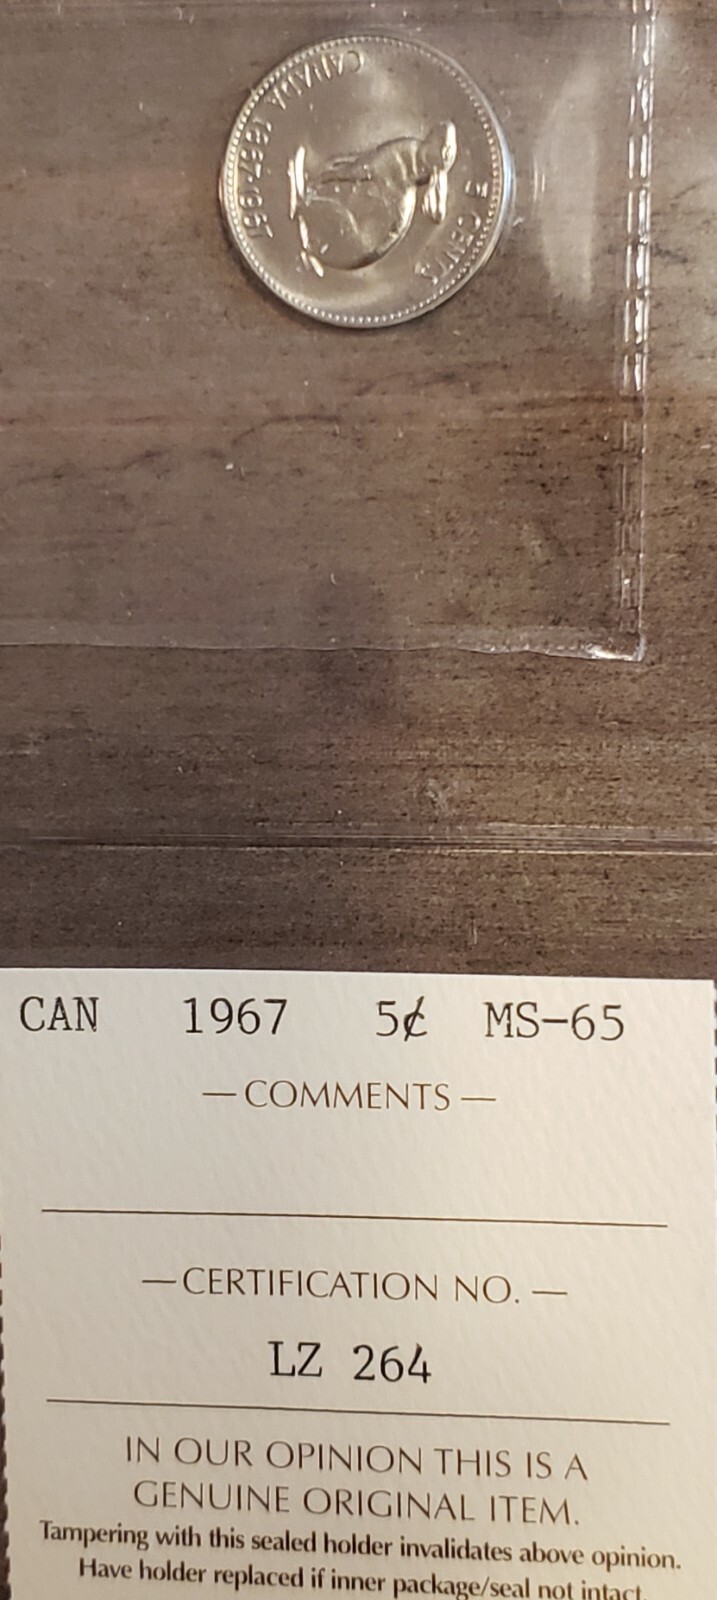 CANADA 1867-1967
5 CENTS
CAN 1967 5¢ MS-65
— COMMENTS —
— CERTIFICATION NO. —
LZ 264
IN OUR OPINION THIS IS A
GENUINE ORIGINAL ITEM.
Tampering with this sealed holder invalidates above opinion.
Have holder replaced if inner package/seal not intact.